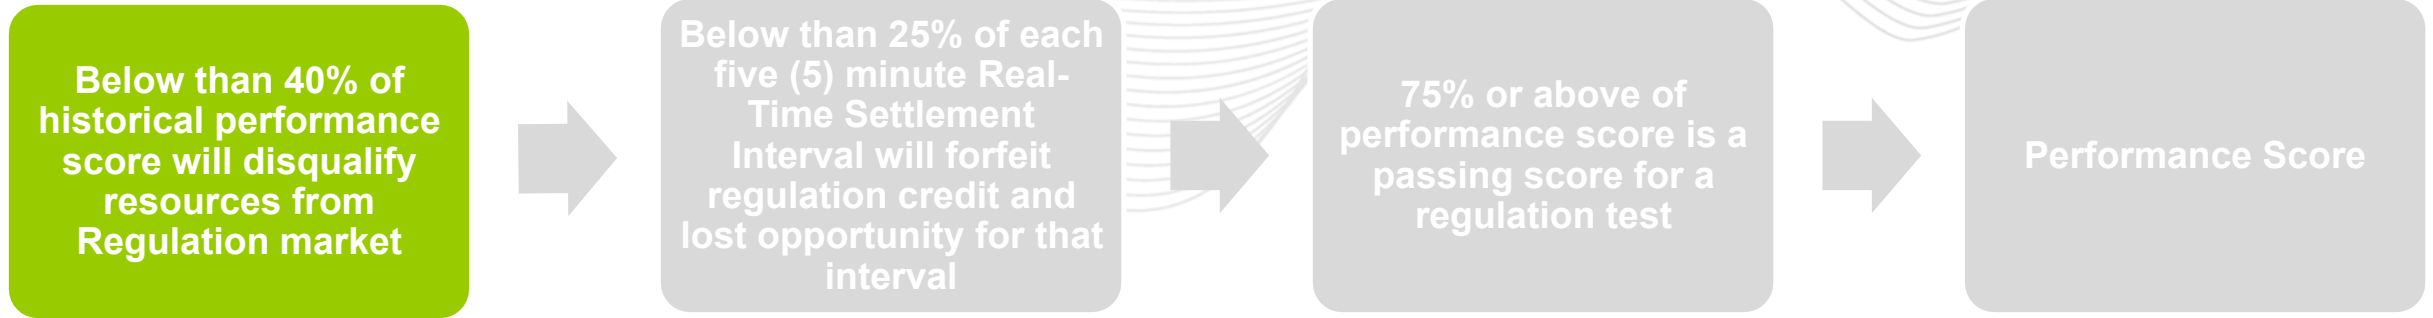 Below than 40% of
historical performance
score will disqualify
resources from
Regulation market
Below than 25% of each
five (5) minute Real-
Time Settlement
Interval will forfeit
regulation credit and
lost opportunity for that
interval
75% or above of
performance score is a
passing score for a
regulation test
Performance Score